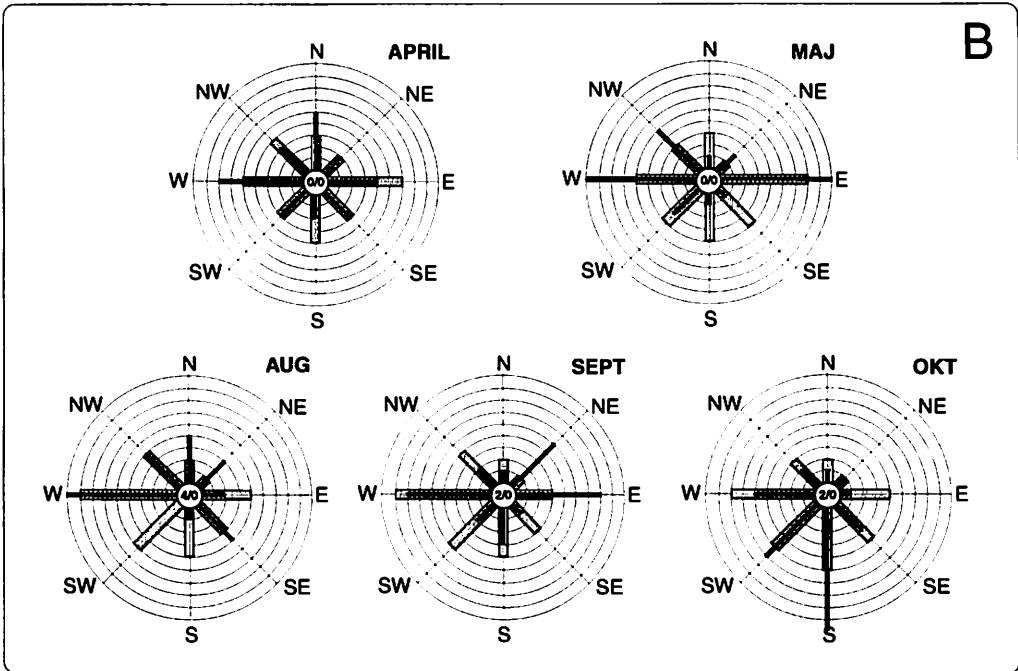 B
APRIL
N
NW NE
W 0/0 E
SW SE
S
MAJ
N
NW NE
W 0/0 E
SW SE
S
AUG
N
NW NE
W 4/0 E
SW SE
S
SEPT
N
NW NE
W 2/0 E
SW SE
S
OKT
N
NW NE
W 2/0 E
SW SE
S